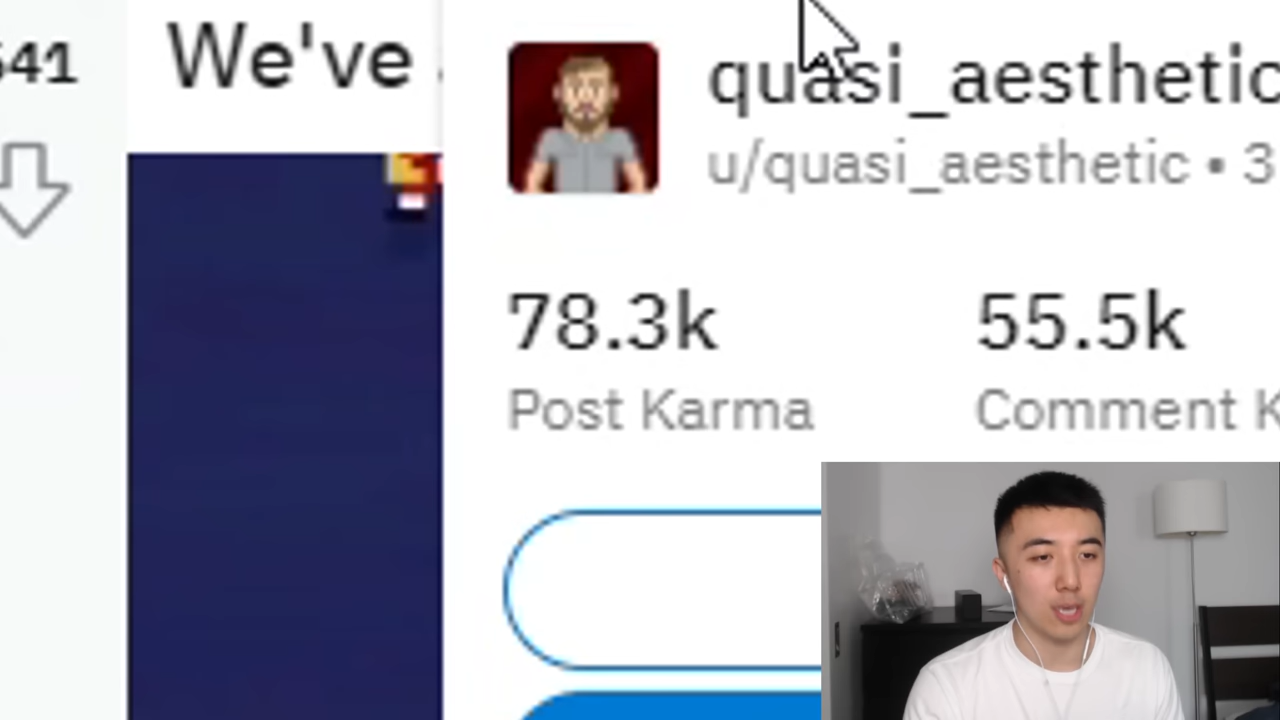 541
We've
quasi_aesthetic
u/quasi_aesthetic • 3
78.3k
55.5k
Post Karma
Comment K